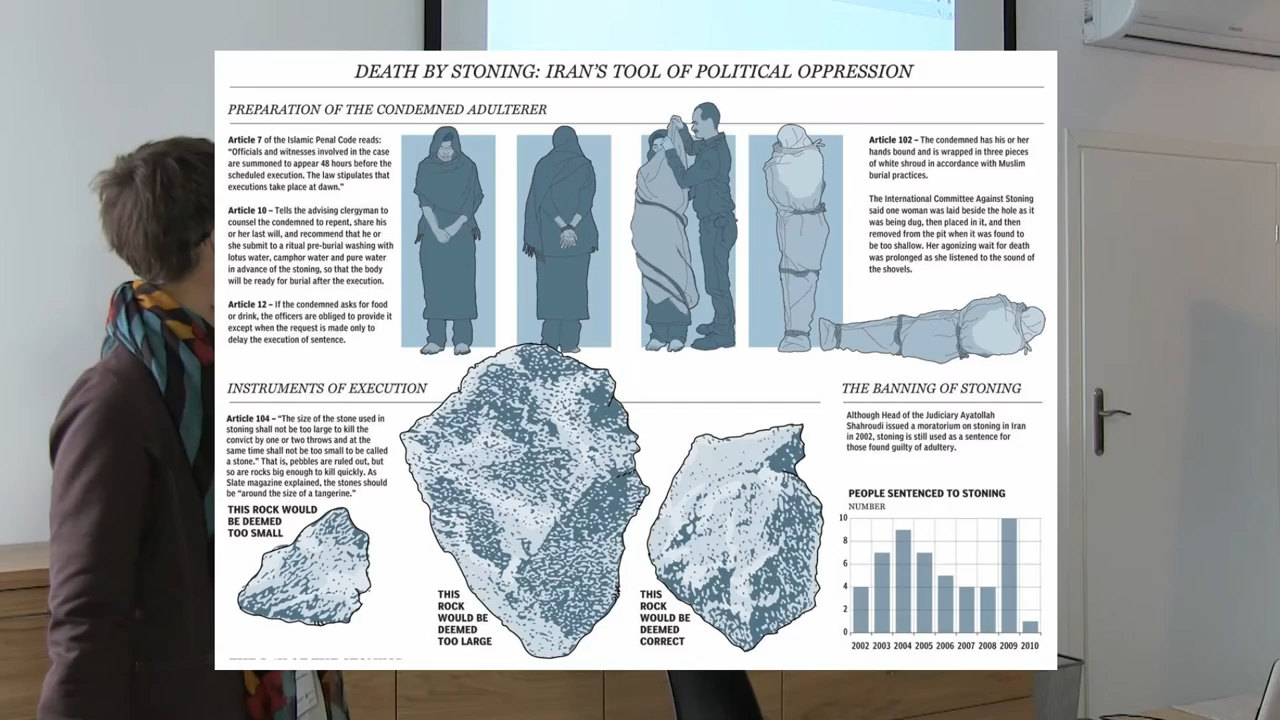 DEATH BY STONING: IRAN'S TOOL OF POLITICAL OPPRESSION
PREPARATION OF THE CONDEMNED ADULTERER
Article 7 of the Islamic Penal Code reads:
“Officials and witnesses involved in the case
are summoned to appear 48 hours before the
scheduled execution. The law stipulates that
executions take place at dawn.”
Article 10 – Tells the advising clergyman to
counsel the condemned to repent, share his
or her last will, and recommend that he or
she submit to a ritual pre-burial washing with
lotus water, camphor water and pure water
in advance of the stoning, so that the body
will be ready for burial after the execution.
Article 12 – If the condemned asks for food
or drink, the officers are obliged to provide it
except when the request is made only to
delay the execution of sentence.
Article 102 – The condemned has his or her
hands bound and is wrapped in three pieces
of white shroud in accordance with Muslim
burial practices.
The International Committee Against Stoning
said one woman was laid beside the hole as it
was being dug, then placed in it, and then
removed from the pit when it was found to
be too shallow. Her agonizing wait for death
was prolonged as she listened to the sound of
the shovels.
INSTRUMENTS OF EXECUTION
Article 104 – “The size of the stone used in
stoning shall not be too large to kill the
convict by one or two throws and at the
same time shall not be too small to be called
a stone.” That is, pebbles are ruled out, but
so are rocks big enough to kill quickly. As
Slate magazine explained, the stones should
be “around the size of a tangerine.”
THIS ROCK WOULD
BE DEEMED
TOO SMALL
THIS
ROCK
WOULD BE
DEEMED
TOO LARGE
THIS
ROCK
WOULD BE
DEEMED
CORRECT
THE BANNING OF STONING
Although Head of the Judiciary Ayatollah
Shahroudi issued a moratorium on stoning in Iran
in 2002, stoning is still used as a sentence for
those found guilty of adultery.
PEOPLE SENTENCED TO STONING
NUMBER
10
8
6
4
2
0
2002 2003 2004 2005 2006 2007 2008 2009 2010